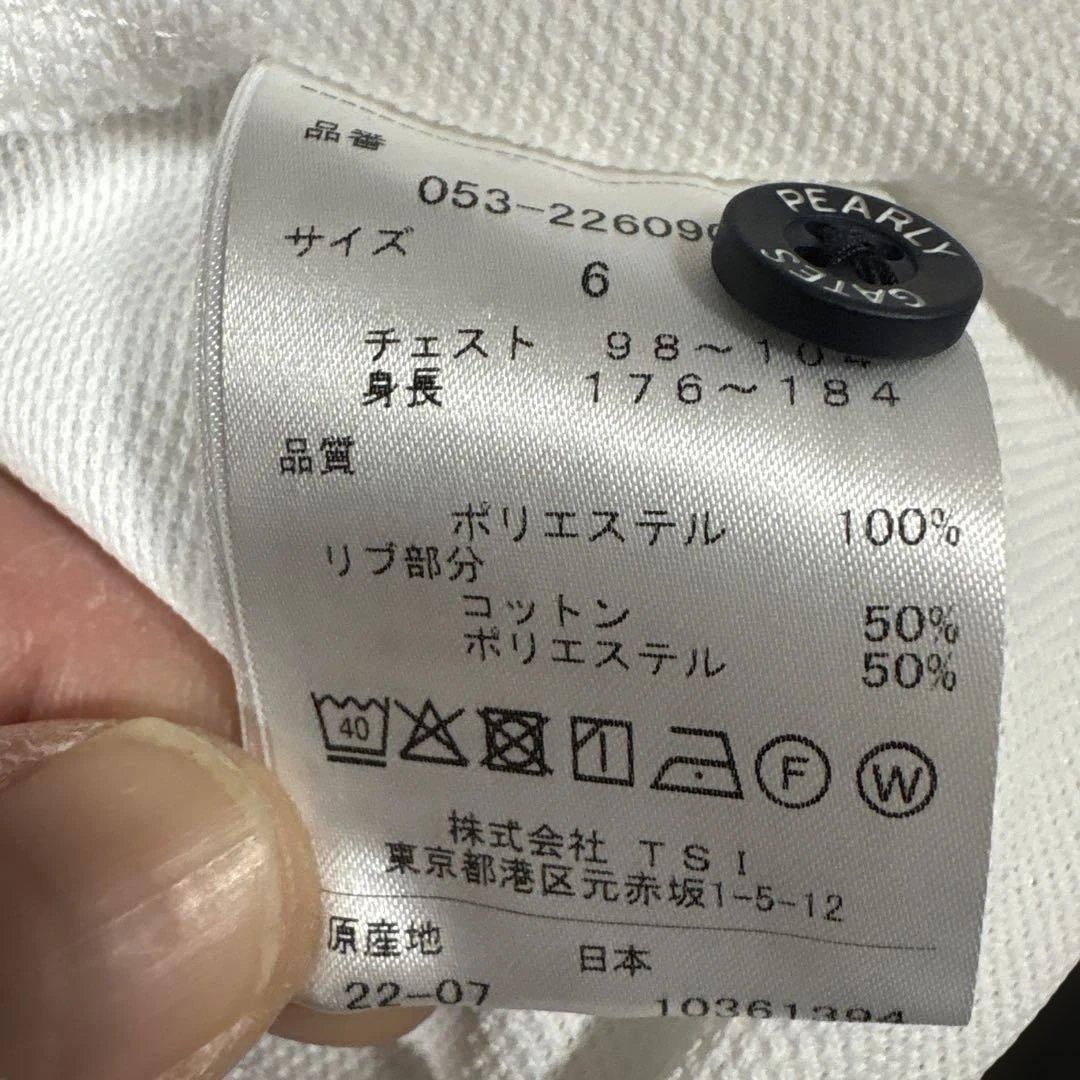 品番
053-226090
サイズ
6
チェスト 98~104
身長 176~184
品質
ポリエステル 100%
リブ部分
コットン 50%
ポリエステル 50%
40
F
W
株式会社 TSI
東京都港区元赤坂1-5-12
原産地 日本
22-07 10361394
PEARLY
GATES